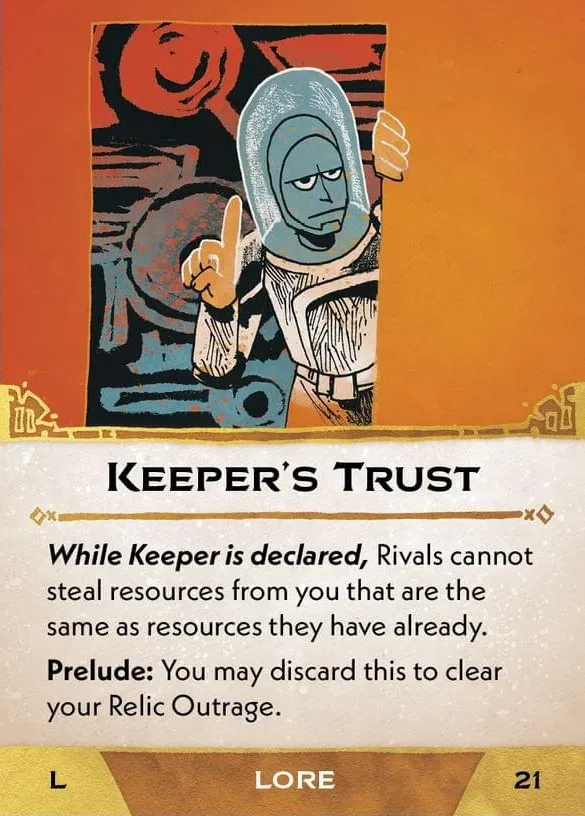 KEEPER'S TRUST
While Keeper is declared, Rivals cannot
steal resources from you that are the
same as resources they have already.
Prelude: You may discard this to clear
your Relic Outrage.
L LORE 21